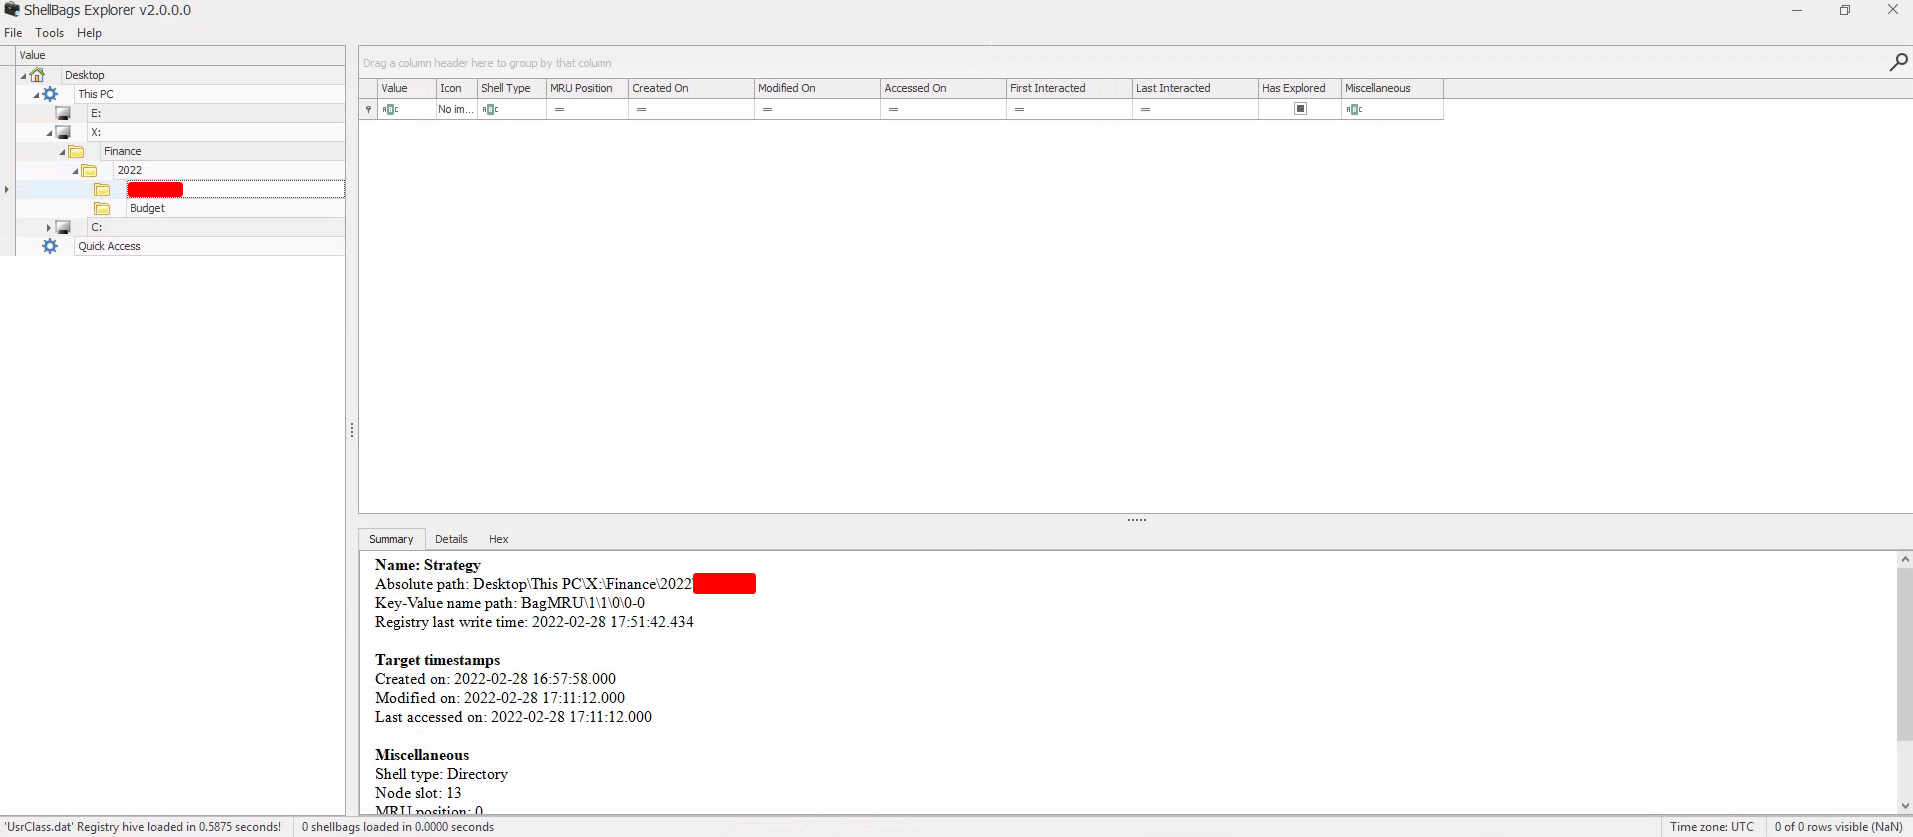 ShellBags Explorer v2.0.0.0
File Tools Help
Value
Desktop
This PC
E:
X:
Finance
2022
Budget
C:
Quick Access
Drag a column header here to group by that column
Value Icon Shell Type MRU Position Created On Modified On Accessed On First Interacted Last Interacted Has Explored Miscellaneous
ABC No im... ABC = = = = = = ABC
Summary Details Hex
Name: Strategy
Absolute path: Desktop\This PC\X:\Finance\2022\
Key-Value name path: BagMRU\1\1\0\0-0
Registry last write time: 2022-02-28 17:51:42.434
Target timestamps
Created on: 2022-02-28 16:57:58.000
Modified on: 2022-02-28 17:11:12.000
Last accessed on: 2022-02-28 17:11:12.000
Miscellaneous
Shell type: Directory
Node slot: 13
MRU position: 0
'UsrClass.dat' Registry hive loaded in 0.5875 seconds! 0 shellbags loaded in 0.0000 seconds Time zone: UTC 0 of 0 rows visible (NaN)